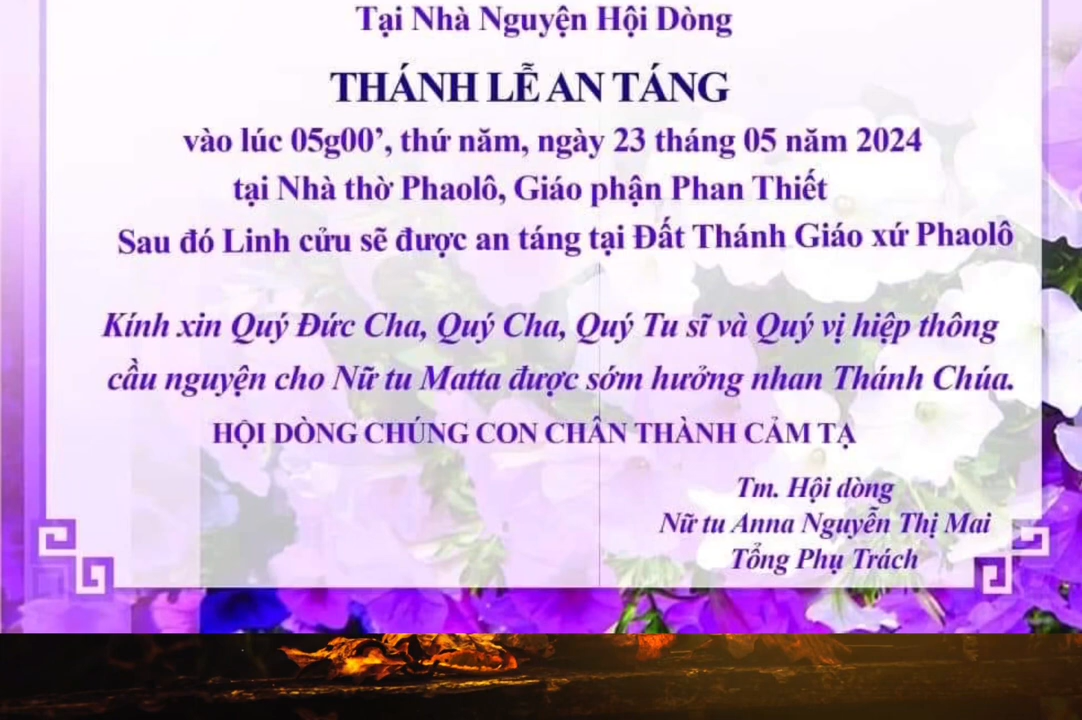 Tại Nhà Nguyện Hội Dòng
THÁNH LỄ AN TÁNG
vào lúc 05g00’, thứ năm, ngày 23 tháng 05 năm 2024
tại Nhà thờ Phaolô, Giáo phận Phan Thiết
Sau đó Linh cửu sẽ được an táng tại Đất Thánh Giáo xứ Phaolô
Kính xin Quý Đức Cha, Quý Cha, Quý Tu sĩ và Quý vị hiệp thông
cầu nguyện cho Nữ tu Matta được sớm hưởng nhan Thánh Chúa.
HỘI DÒNG CHÚNG CON CHÂN THÀNH CẢM TẠ
Tm. Hội dòng
Nữ tu Anna Nguyễn Thị Mai
Tổng Phụ Trách